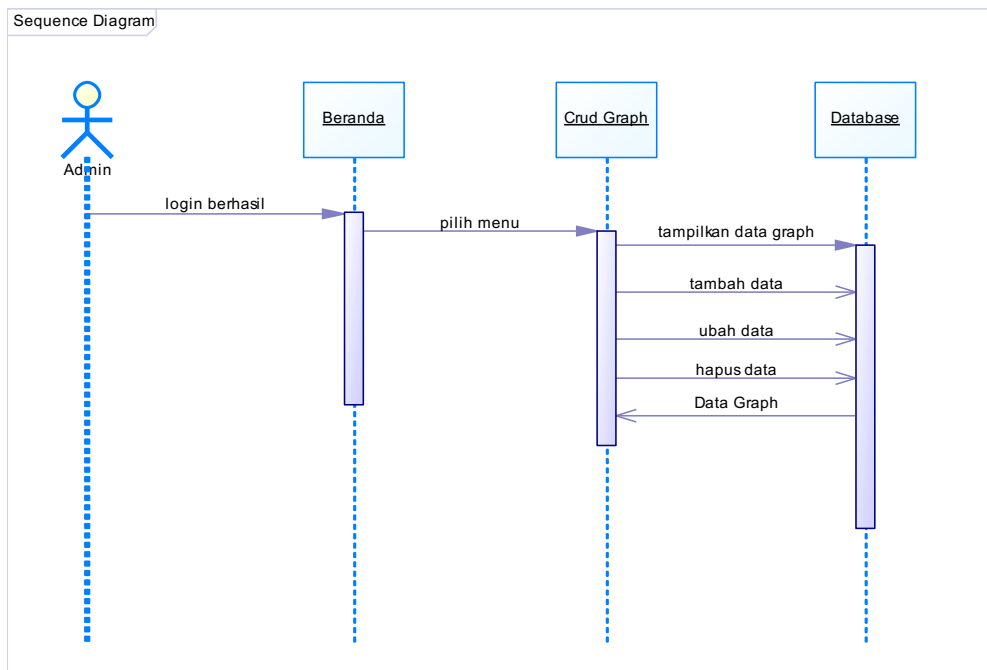 Sequence Diagram
Admin
Beranda
Crud Graph
Database
login berhasil
pilih menu
tampilkan data graph
tambah data
ubah data
hapus data
Data Graph